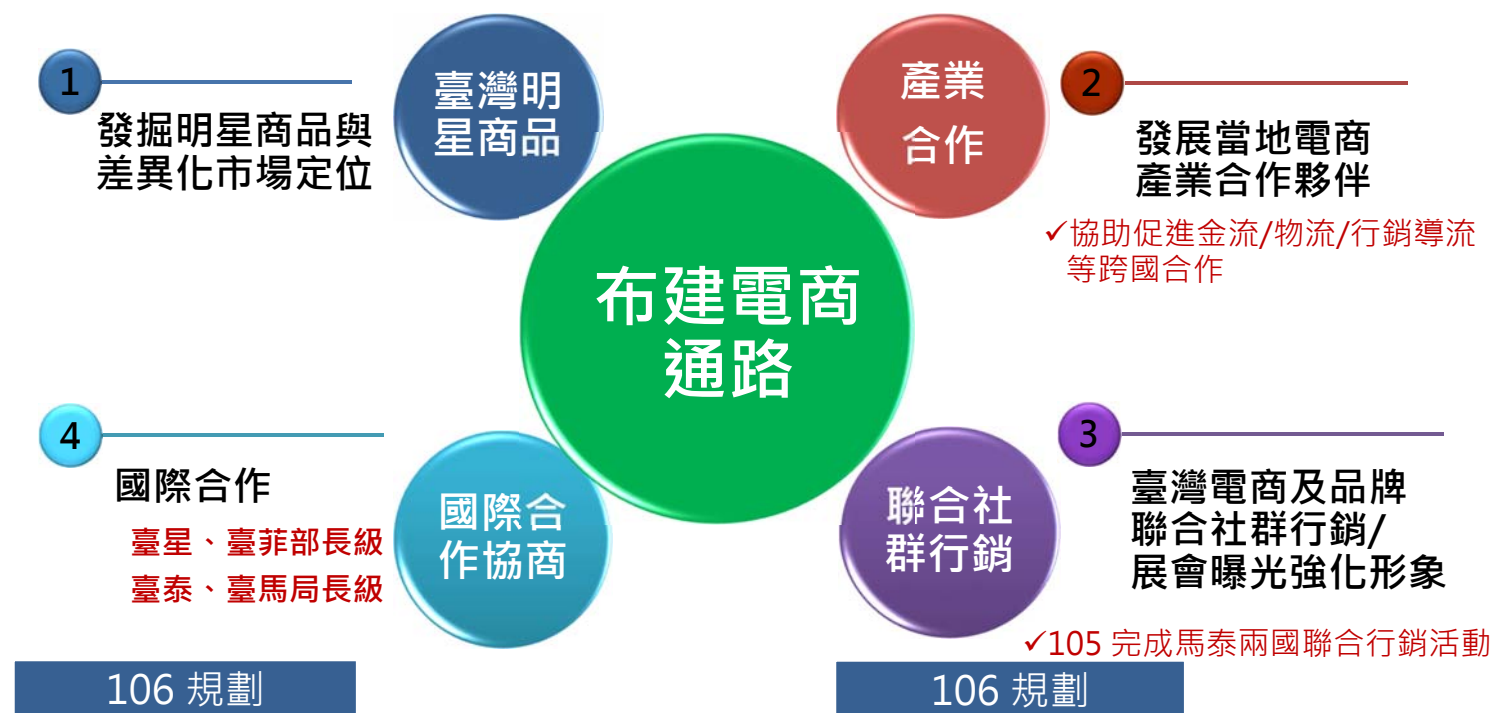 1
發掘明星商品與
差異化市場定位
臺灣明
星商品
產業
合作
2
發展當地電商
產業合作夥伴
✓協助促進金流/物流/行銷導流
等跨國合作
布建電商
通路
4
國際合作
臺星、臺菲部長級
臺泰、臺馬局長級
國際合
作協商
聯合社
群行銷
3
臺灣電商及品牌
聯合社群行銷/
展會曝光強化形象
✓105 完成馬泰兩國聯合行銷活動
106 規劃
106 規劃